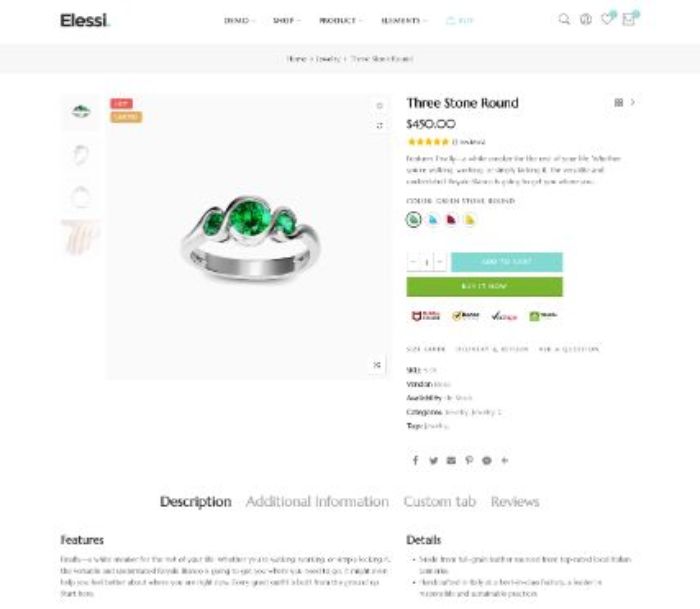 Elessi.
DEMO SHOP PRODUCT ELEMENTS BUY
Home Jewelry Three Stone Round
HOT
LIMITED
Three Stone Round
$450.00
Features Finally—a white sneaker for the rest of your life. Whether
you're walking, working, or simply kicking it, the versatile and
understated Royale Blanco is going to get you where you
COLOR: GREEN STONE ROUND
- 1 +
ADD TO CART
BUY IT NOW
SIZE GUIDE DELIVERY & RETURN ASK A QUESTION
SKU:
Vendor:
Availability: In Stock
Categories: Jewelry, Jewelry
Tags: Jewelry,
Description Additional Information Custom tab Reviews
Features
Finally—a white sneaker for the rest of your life. Whether you're walking, working, or simply kicking it,
the versatile and understated Royale Blanco is going to get you where you need to go. It might even
help you feel better about where you are right now. Every great outfit is built from the ground up.
Start here.
Details
• Made from full-grain leather sourced from top-rated local Italian
tanneries
• Handcrafted in Italy at a best-in-class factory, a leader in
responsible and sustainable practices